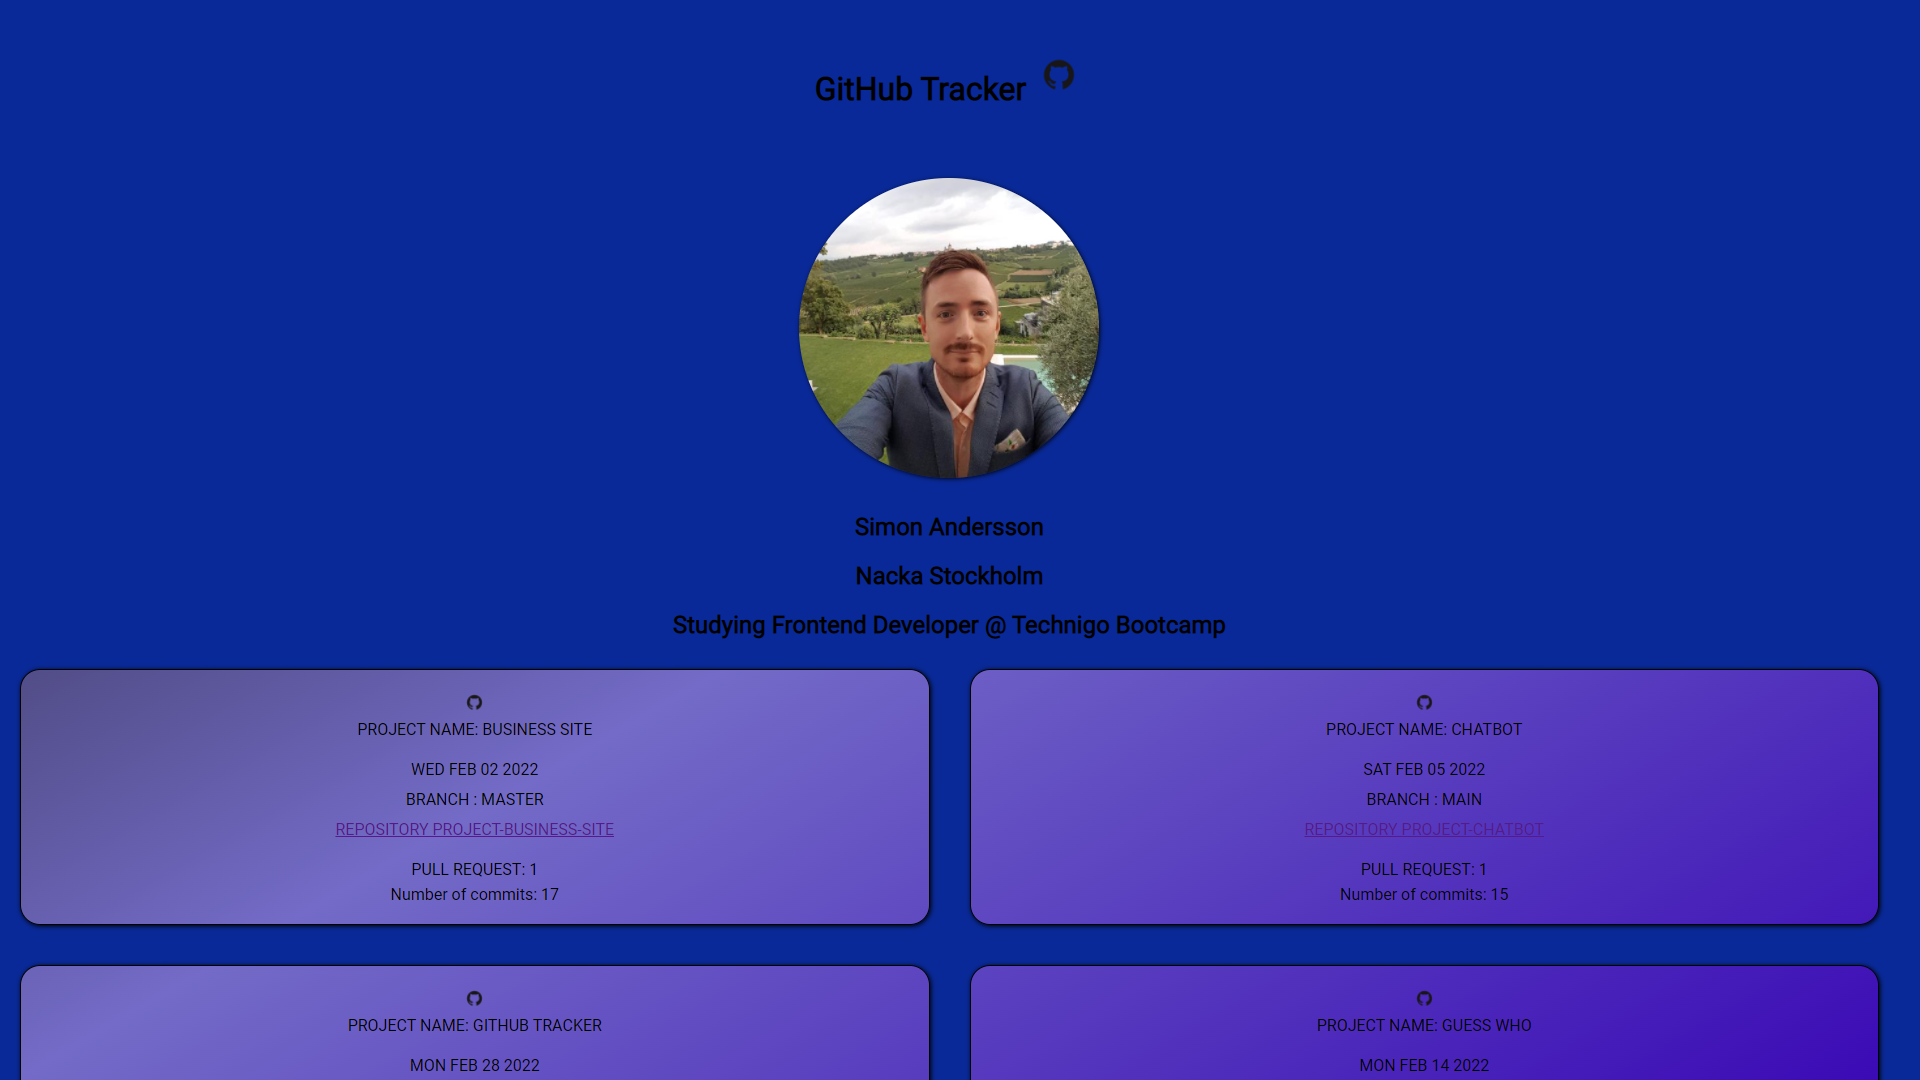 GitHub Tracker
Simon Andersson
Nacka Stockholm
Studying Frontend Developer @ Technigo Bootcamp
PROJECT NAME: BUSINESS SITE
WED FEB 02 2022
BRANCH : MASTER
REPOSITORY PROJECT-BUSINESS-SITE
PULL REQUEST: 1
Number of commits: 17
PROJECT NAME: CHATBOT
SAT FEB 05 2022
BRANCH : MAIN
REPOSITORY PROJECT-CHATBOT
PULL REQUEST: 1
Number of commits: 15
PROJECT NAME: GITHUB TRACKER
MON FEB 28 2022
PROJECT NAME: GUESS WHO
MON FEB 14 2022